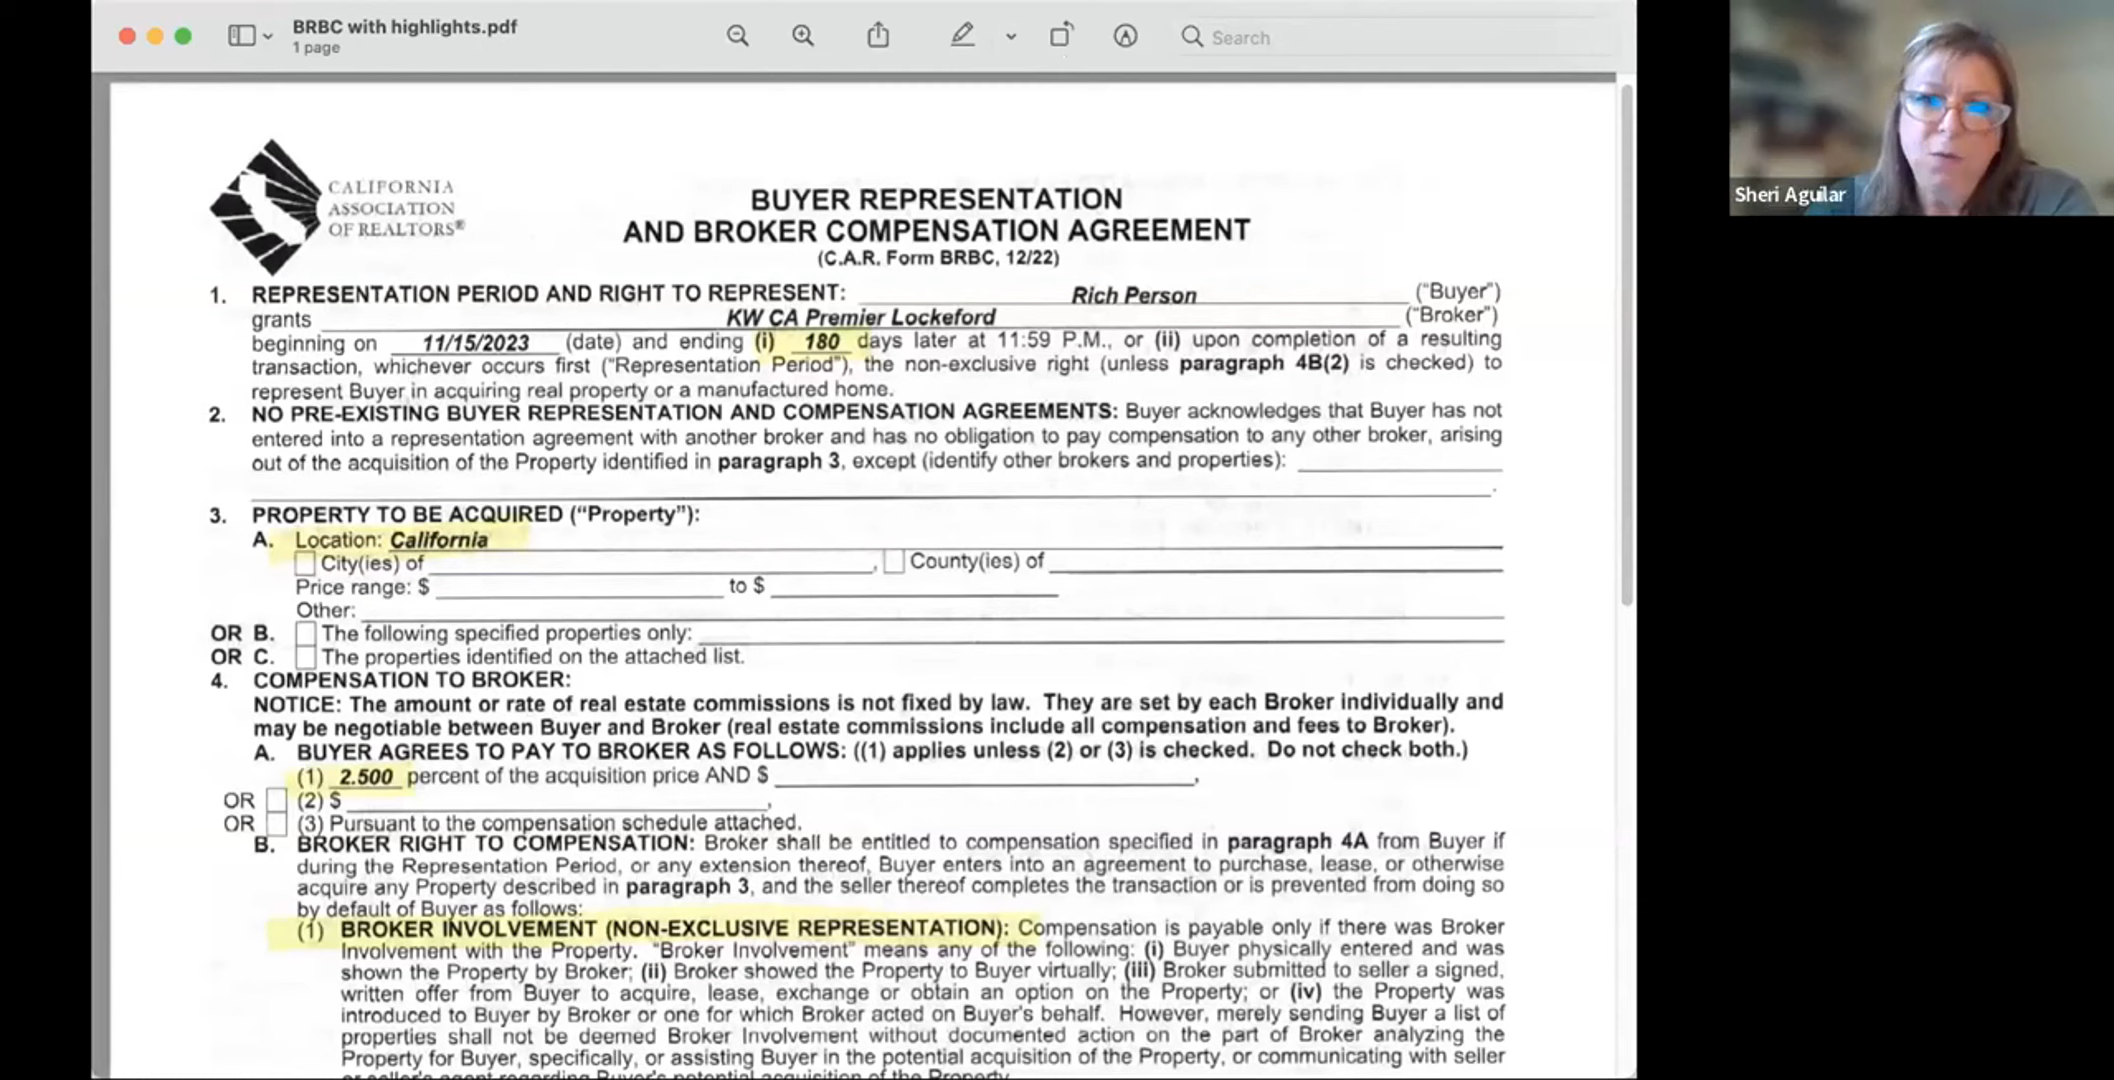 BRBC with highlights.pdf
1 page
Search
Sheri Aguilar
CALIFORNIA
ASSOCIATION
OF REALTORS®
BUYER REPRESENTATION
AND BROKER COMPENSATION AGREEMENT
(C.A.R. Form BRBC, 12/22)
1. REPRESENTATION PERIOD AND RIGHT TO REPRESENT: Rich Person ("Buyer")
grants KW CA Premier Lockeford ("Broker")
beginning on 11/15/2023 (date) and ending (i) 180 days later at 11:59 P.M., or (ii) upon completion of a resulting
transaction, whichever occurs first ("Representation Period"), the non-exclusive right (unless paragraph 4B(2) is checked) to
represent Buyer in acquiring real property or a manufactured home.
2. NO PRE-EXISTING BUYER REPRESENTATION AND COMPENSATION AGREEMENTS: Buyer acknowledges that Buyer has not
entered into a representation agreement with another broker and has no obligation to pay compensation to any other broker, arising
out of the acquisition of the Property identified in paragraph 3, except (identify other brokers and properties):
3. PROPERTY TO BE ACQUIRED ("Property"):
A. Location: California
City(ies) of , County(ies) of
Price range: $ to $
Other:
OR B. The following specified properties only:
OR C. The properties identified on the attached list.
4. COMPENSATION TO BROKER:
NOTICE: The amount or rate of real estate commissions is not fixed by law. They are set by each Broker individually and
may be negotiable between Buyer and Broker (real estate commissions include all compensation and fees to Broker).
A. BUYER AGREES TO PAY TO BROKER AS FOLLOWS: ((1) applies unless (2) or (3) is checked. Do not check both.)
(1) 2.500 percent of the acquisition price AND $ ,
OR (2) $ ,
OR (3) Pursuant to the compensation schedule attached.
B. BROKER RIGHT TO COMPENSATION: Broker shall be entitled to compensation specified in paragraph 4A from Buyer if
during the Representation Period, or any extension thereof, Buyer enters into an agreement to purchase, lease, or otherwise
acquire any Property described in paragraph 3, and the seller thereof completes the transaction or is prevented from doing so
by default of Buyer as follows:
(1) BROKER INVOLVEMENT (NON-EXCLUSIVE REPRESENTATION): Compensation is payable only if there was Broker
Involvement with the Property. "Broker Involvement" means any of the following: (i) Buyer physically entered and was
shown the Property by Broker; (ii) Broker showed the Property to Buyer virtually; (iii) Broker submitted to seller a signed,
written offer from Buyer to acquire, lease, exchange or obtain an option on the Property; or (iv) the Property was
introduced to Buyer by Broker or one for which Broker acted on Buyer's behalf. However, merely sending Buyer a list of
properties shall not be deemed Broker Involvement without documented action on the part of Broker analyzing the
Property for Buyer, specifically, or assisting Buyer in the potential acquisition of the Property, or communicating with seller
or seller's agent regarding Buyer's potential acquisition of the Property.